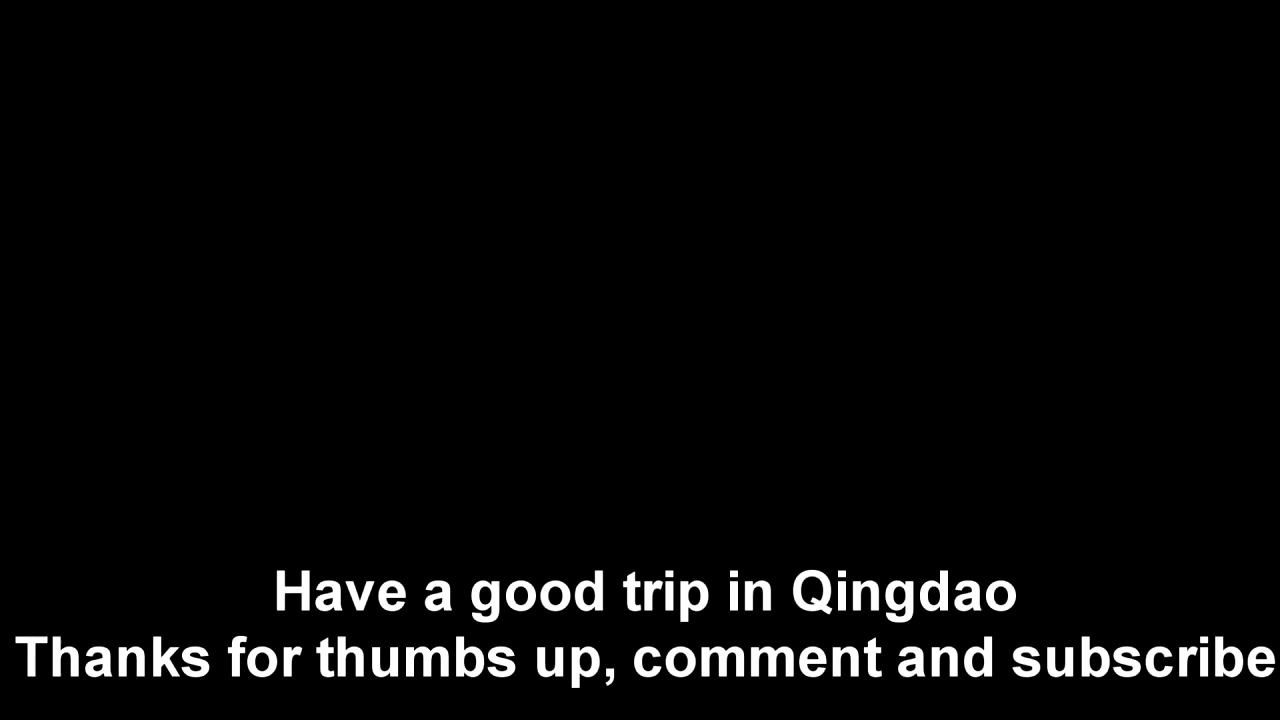 Have a good trip in Qingdao
Thanks for thumbs up, comment and subscribe